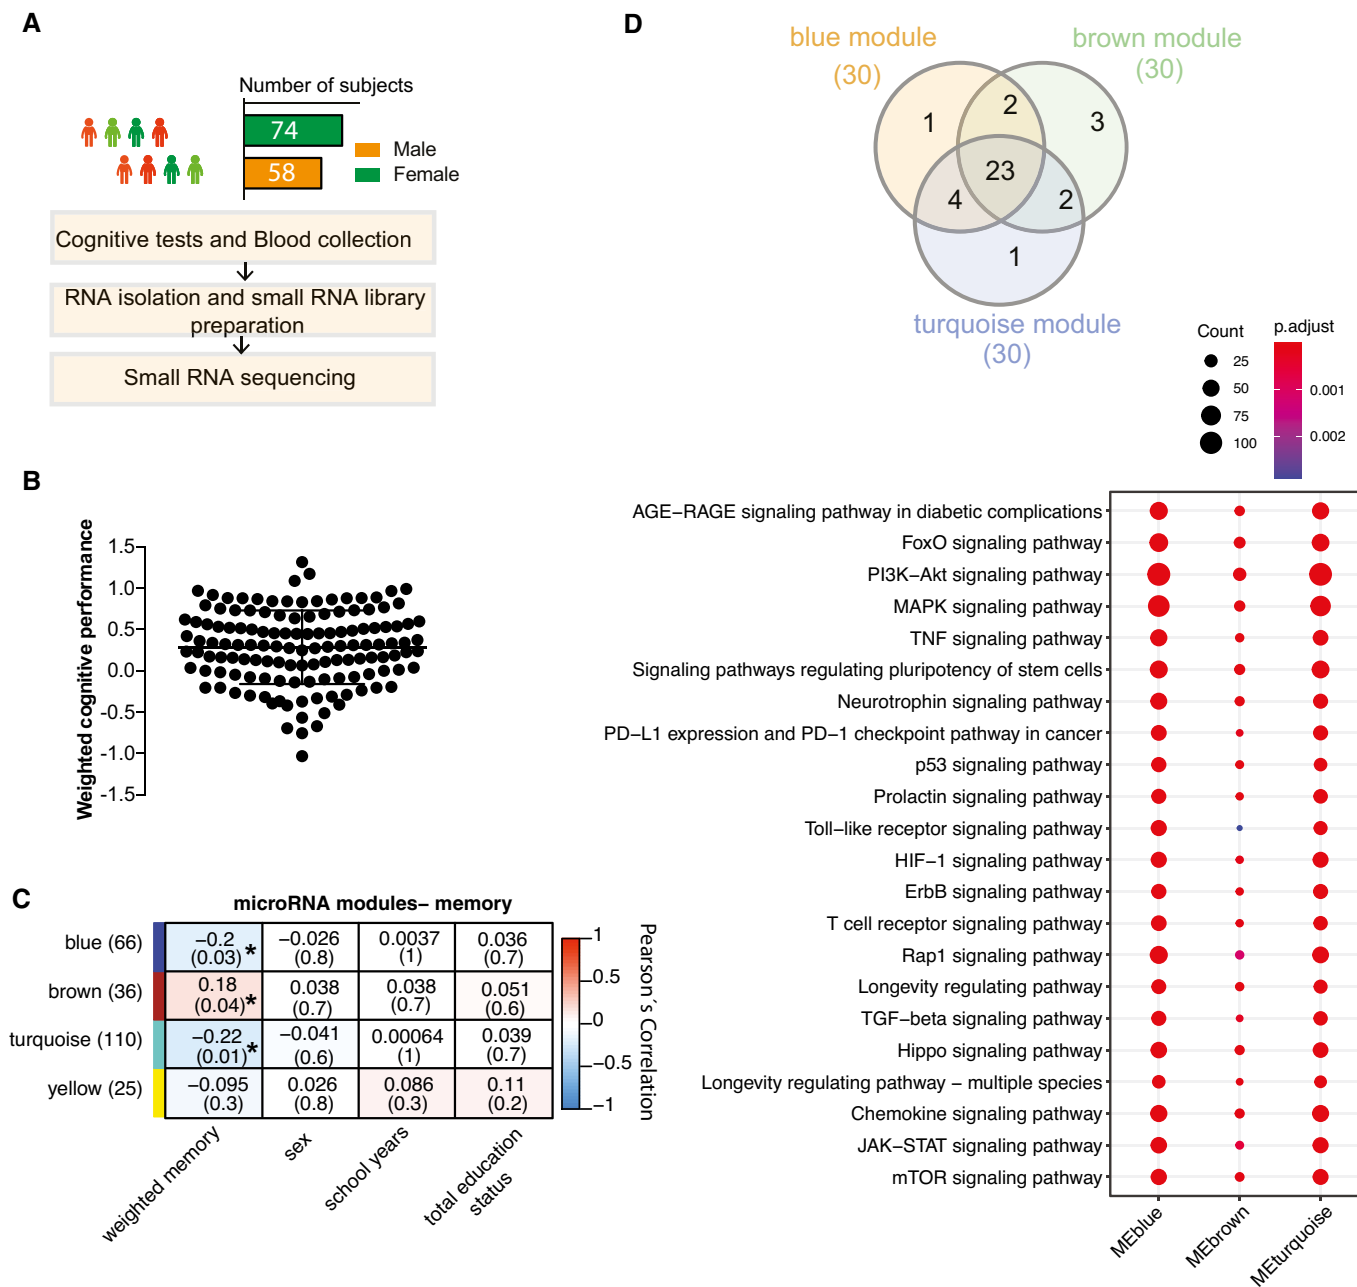 A
Number of subjects
74
58
Male
Female
Cognitive tests and Blood collection
RNA isolation and small RNA library
preparation
Small RNA sequencing
B
Weighted cognitive performance
1.5
1.0
0.5
0.0
-0.5
-1.0
-1.5
C
microRNA modules– memory
blue (66)
−0.2
(0.03)
*
−0.026
(0.8)
0.0037
(1)
0.036
(0.7)
brown (36)
0.18
(0.04)
*
0.038
(0.7)
0.038
(0.7)
0.051
(0.6)
turquoise (110)
−0.22
(0.01)
*
−0.041
(0.6)
0.00064
(1)
0.039
(0.7)
yellow (25)
−0.095
(0.3)
0.026
(0.8)
0.086
(0.3)
0.11
(0.2)
weighted memory
sex
school years
total education
status
1
0.5
0
−0.5
−1
Pearson´s Correlation
D
blue module
(30)
brown module
(30)
1
2
3
23
4
2
1
turquoise module
(30)
Count
25
50
75
100
p.adjust
0.001
0.002
AGE−RAGE signaling pathway in diabetic complications
FoxO signaling pathway
PI3K−Akt signaling pathway
MAPK signaling pathway
TNF signaling pathway
Signaling pathways regulating pluripotency of stem cells
Neurotrophin signaling pathway
PD−L1 expression and PD−1 checkpoint pathway in cancer
p53 signaling pathway
Prolactin signaling pathway
Toll−like receptor signaling pathway
HIF−1 signaling pathway
ErbB signaling pathway
T cell receptor signaling pathway
Rap1 signaling pathway
Longevity regulating pathway
TGF−beta signaling pathway
Hippo signaling pathway
Longevity regulating pathway − multiple species
Chemokine signaling pathway
JAK−STAT signaling pathway
mTOR signaling pathway
MEblue
MEbrown
MEturquoise